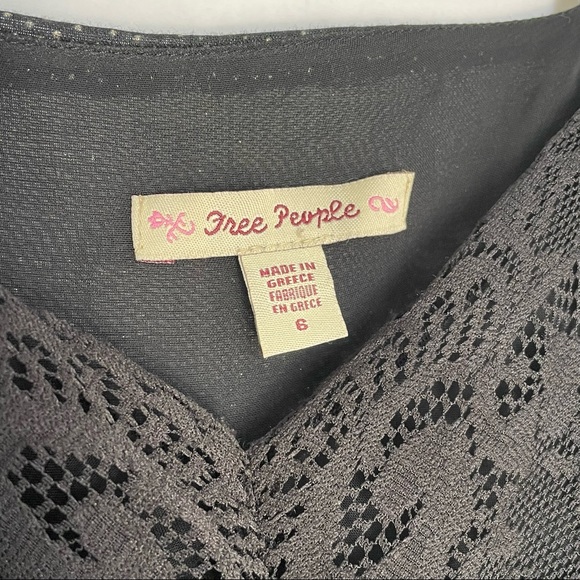 Free People
MADE IN
GREECE
FABRIQUE
EN GRECE
6